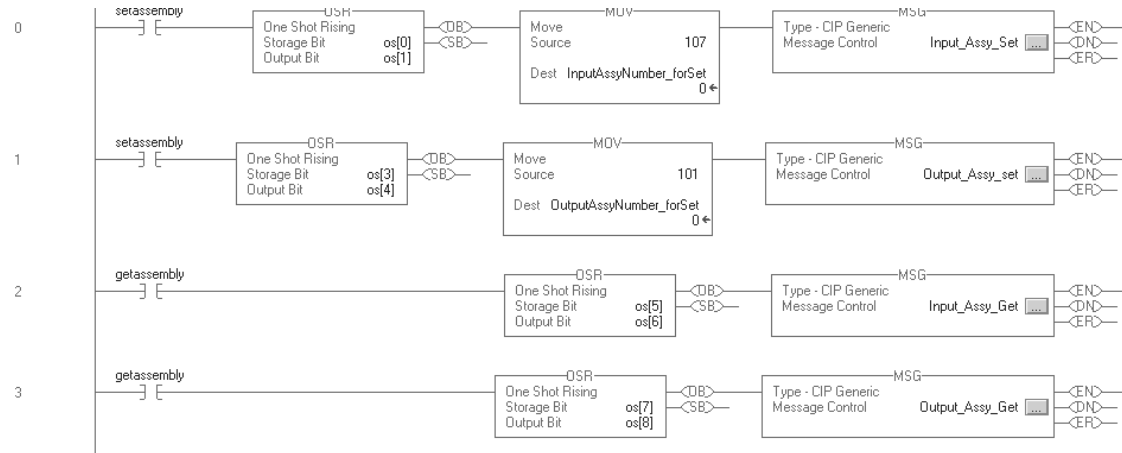 0
setassembly
OSR
One Shot Rising
Storage Bit os[0]
Output Bit os[1]
OB
SB
MOV
Move
Source 107
Dest InputAssyNumber_forSet
0
MSG
Type - CIP Generic
Message Control Input_Assy_Set ...
EN
DN
ER
1
setassembly
OSR
One Shot Rising
Storage Bit os[3]
Output Bit os[4]
OB
SB
MOV
Move
Source 101
Dest OutputAssyNumber_forSet
0
MSG
Type - CIP Generic
Message Control Output_Assy_set ...
EN
DN
ER
2
getassembly
OSR
One Shot Rising
Storage Bit os[5]
Output Bit os[6]
OB
SB
MSG
Type - CIP Generic
Message Control Input_Assy_Get ...
EN
DN
ER
3
getassembly
OSR
One Shot Rising
Storage Bit os[7]
Output Bit os[8]
OB
SB
MSG
Type - CIP Generic
Message Control Output_Assy_Get ...
EN
DN
ER